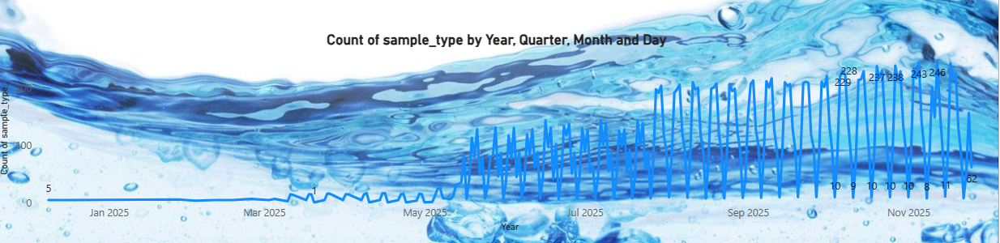 Count of sample_type by Year, Quarter, Month and Day
Count of sample_type
200
100
0
5
1
229
228
237
238
243
246
10
9
10
10
10
8
11
62
Jan 2025
Mar 2025
May 2025
Jul 2025
Sep 2025
Nov 2025
Year